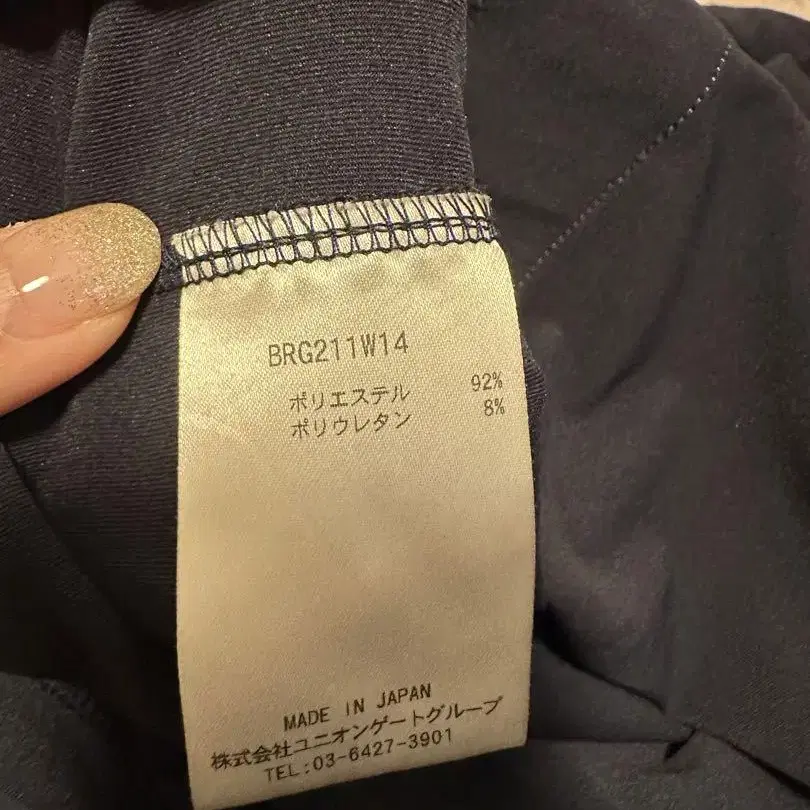 BRG211W14
ポリエステル 92%
ポリウレタン 8%
MADE IN JAPAN
株式会社ユニオンゲートグループ
TEL:03-6427-3901